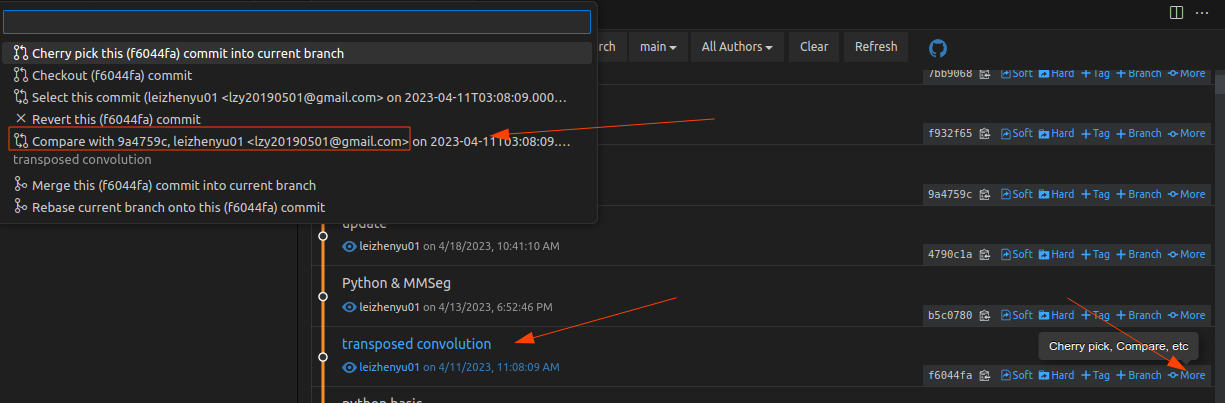 Cherry pick this (f6044fa) commit into current branch
Checkout (f6044fa) commit
Select this commit (leizhenyu01 <lzy20190501@gmail.com> on 2023-04-11T03:08:09.000…
Revert this (f6044fa) commit
Compare with 9a4759c, leizhenyu01 <lzy20190501@gmail.com> on 2023-04-11T03:08:09.…
transposed convolution
Merge this (f6044fa) commit into current branch
Rebase current branch onto this (f6044fa) commit
rch main All Authors Clear Refresh
7bb9068 Soft Hard Tag Branch More
f932f65 Soft Hard Tag Branch More
9a4759c Soft Hard Tag Branch More
update
leizhenyu01 on 4/18/2023, 10:41:10 AM
4790c1a Soft Hard Tag Branch More
Python & MMSeg
leizhenyu01 on 4/13/2023, 6:52:46 PM
b5c0780 Soft Hard Tag Branch More
transposed convolution
Cherry pick, Compare, etc
leizhenyu01 on 4/11/2023, 11:08:09 AM
f6044fa Soft Hard Tag Branch More
python basic